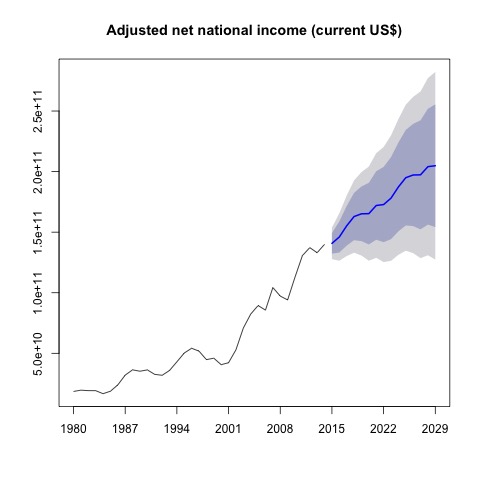 Adjusted net national income (current US$)
2.5e+11
2.0e+11
1.5e+11
1.0e+11
5.0e+10
1980 1987 1994 2001 2008 2015 2022 2029